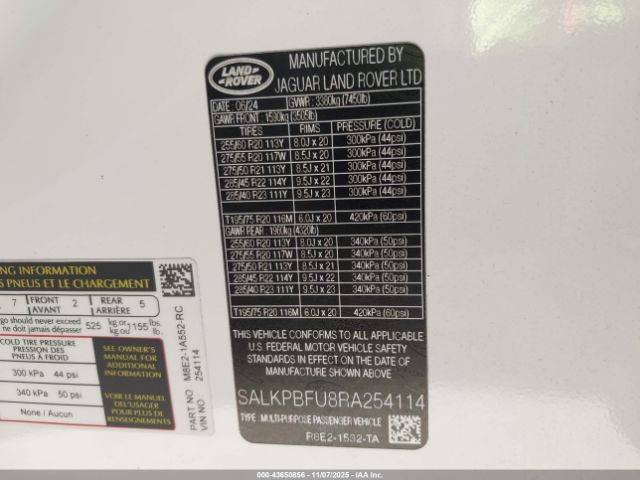 LAND ROVER
MANUFACTURED BY
JAGUAR LAND ROVER LTD
DATE : 06/24 GVWR : 3380kg (7450lb)
GAWR FRONT : 1590kg (3505lb)
TIRES RIMS PRESSURE (COLD)
255/60 R20 113Y 8.0J x 20 300kPa (44psi)
275/55 R20 117W 8.5J x 20 300kPa (44psi)
275/50 R21 113Y 8.5J x 21 300kPa (44psi)
285/45 R22 114Y 9.5J x 22 300kPa (44psi)
285/40 R23 111Y 9.5J x 23 300kPa (44psi)
T195/75 R20 116M 6.0J x 20 420kPa (60psi)
GAWR REAR : 1960kg (4320lb)
255/60 R20 113Y 8.0J x 20 340kPa (50psi)
275/55 R20 117W 8.5J x 20 340kPa (50psi)
275/50 R21 113Y 8.5J x 21 340kPa (50psi)
285/45 R22 114Y 9.5J x 22 340kPa (50psi)
285/40 R23 111Y 9.5J x 23 340kPa (50psi)
T195/75 R20 116M 6.0J x 20 420kPa (60psi)
THIS VEHICLE CONFORMS TO ALL APPLICABLE
U.S. FEDERAL MOTOR VEHICLE SAFETY
STANDARDS IN EFFECT ON THE DATE OF
MANUFACTURE SHOWN ABOVE
SALKPBFU8RA254114
TYPE: MULTI-PURPOSE PASSENGER VEHICLE
R8E2-1532-TA
NG INFORMATION
S PNEUS ET LE CHARGEMENT
7 FRONT AVANT 2 REAR ARRIÈRE 5
go should never exceed
ne doit jamais dépasser 525 kg or/ou 1155 lbs. lb.
COLD TIRE PRESSURE
PRESSION DES
PNEUS À FROID
300 kPa 44 psi
340 kPa 50 psi
None / Aucun
SEE OWNER'S
MANUAL FOR
ADDITIONAL
INFORMATION
VOIR LE MANUEL
DE L'USAGER
POUR PLUS DE
RENSEIGNEMENTS
PART NO M8E2-1A552-RC
VIN NO : 254114
000-43650856 - 11/07/2025 - IAAI.COM